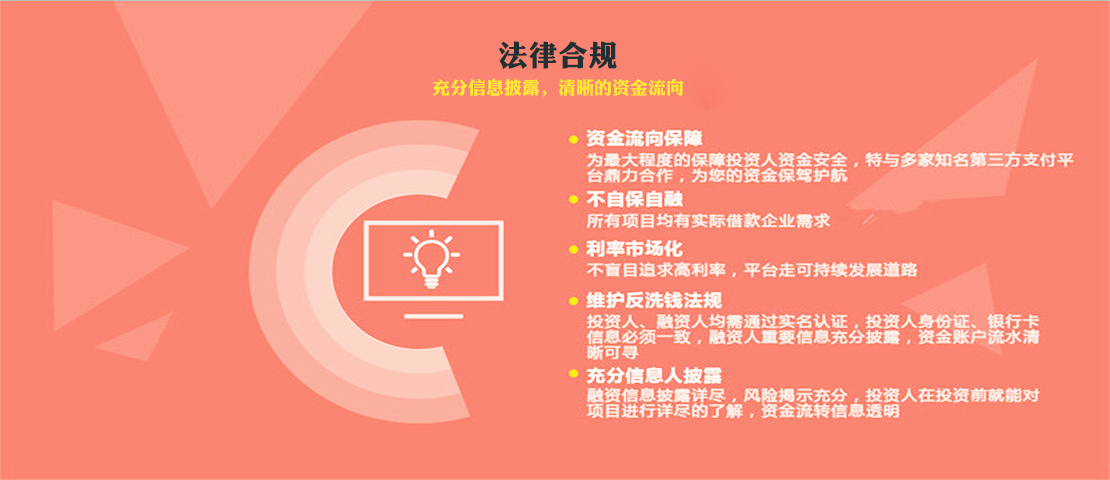 法律合规
充分信息披露，清晰的资金流向
资金流向保障
为最大程度的保障投资人资金安全，特与多家知名第三方支付平
台鼎力合作，为您的资金保驾护航
不自保自融
所有项目均有实际借款企业需求
利率市场化
不盲目追求高利率，平台走可持续发展道路
维护反洗钱法规
投资人、融资人均需通过实名认证，投资人身份证、银行卡
信息必须一致，融资人重要信息充分披露，资金账户流水清
晰可寻
充分信息人披露
融资信息披露详尽，风险揭示充分，投资人在投资前就能对
项目进行详尽的了解，资金流转信息透明